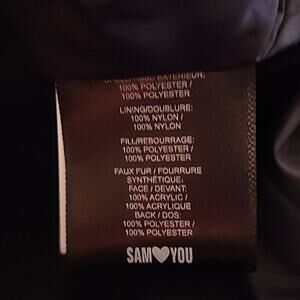 100% POLYESTER /
100% POLYESTER
LINING/DOUBLURE:
100% NYLON /
100% NYLON
FILL/REBOURRAGE:
100% POLYESTER /
100% POLYESTER
FAUX FUR / FOURRURE
SYNTHÉTIQUE:
FACE / DEVANT:
100% ACRYLIC /
100% ACRYLIQUE
BACK / DOS:
100% POLYESTER /
100% POLYESTER
SAM♥YOU